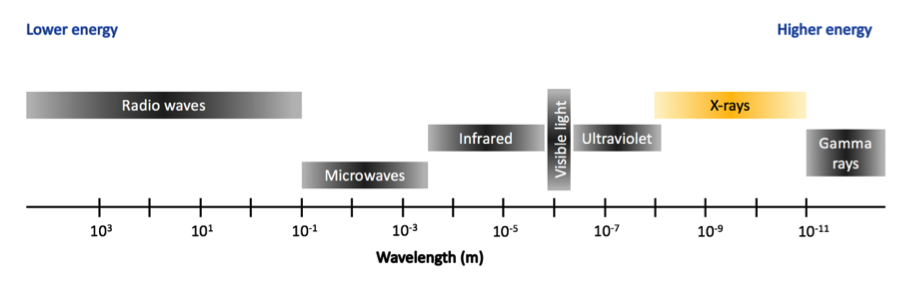 Lower energy
Higher energy
Radio waves
X-rays
Infrared
Visible light
Ultraviolet
Gamma
rays
Microwaves
10³
10¹
10⁻¹
10⁻³
10⁻⁵
10⁻⁷
10⁻⁹
10⁻¹¹
Wavelength (m)